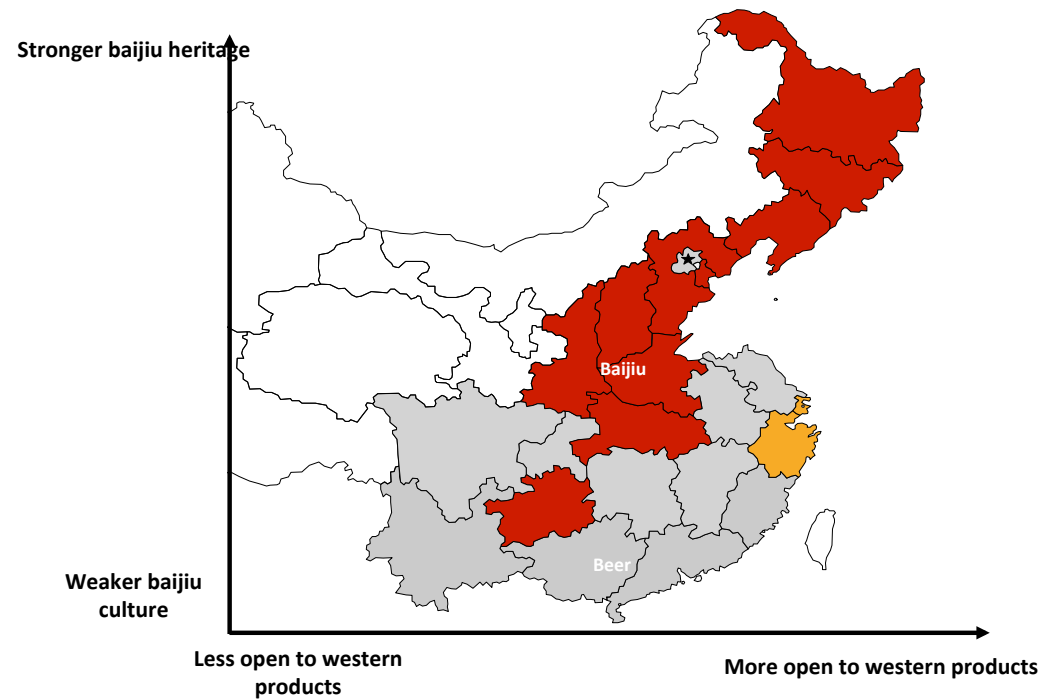 Stronger baijiu heritage
Baijiu
Beer
Weaker baijiu
culture
Less open to western
products
More open to western products